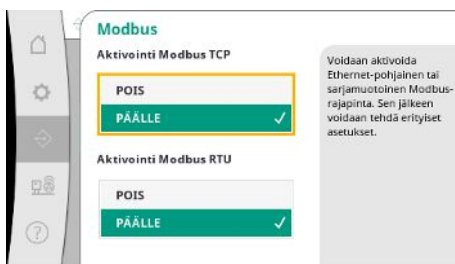 Modbus
Aktivointi Modbus TCP
POIS
PÄÄLLE
Aktivointi Modbus RTU
POIS
PÄÄLLE
Voidaan aktivoida
Ethernet-pohjainen tai
sarjamuotoinen Modbus-
rajapinta. Sen jälkeen
voidaan tehdä erityiset
asetukset.